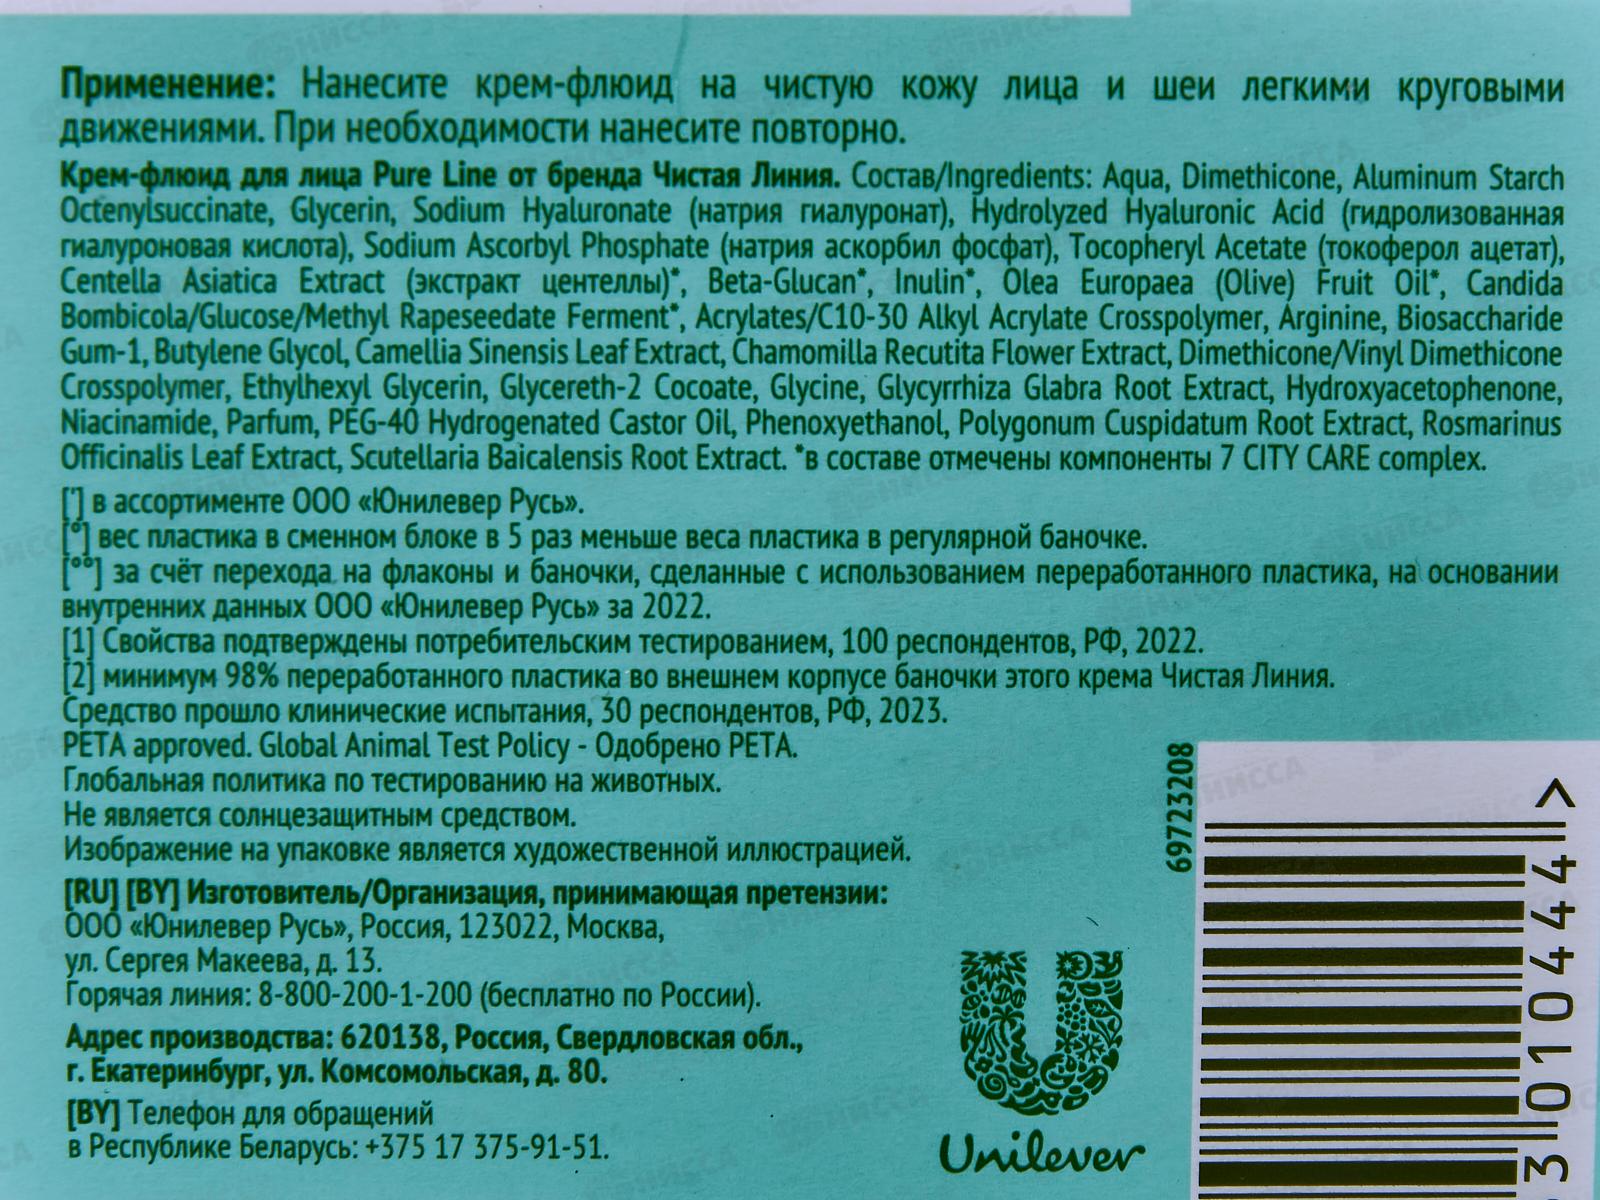 Применение: Нанесите крем-флюид на чистую кожу лица и шеи легкими круговыми
движениями. При необходимости нанесите повторно.
Крем-флюид для лица Pure Line от бренда Чистая Линия. Состав/Ingredients: Aqua, Dimethicone, Aluminum Starch
Octenylsuccinate, Glycerin, Sodium Hyaluronate (натрия гиалуронат), Hydrolyzed Hyaluronic Acid (гидролизованная
гиалуроновая кислота), Sodium Ascorbyl Phosphate (натрия аскорбил фосфат), Tocopheryl Acetate (токоферол ацетат),
Centella Asiatica Extract (экстракт центеллы)*, Beta-Glucan*, Inulin*, Olea Europaea (Olive) Fruit Oil*, Candida
Bombicola/Glucose/Methyl Rapeseedate Ferment*, Acrylates/C10-30 Alkyl Acrylate Crosspolymer, Arginine, Biosaccharide
Gum-1, Butylene Glycol, Camellia Sinensis Leaf Extract, Chamomilla Recutita Flower Extract, Dimethicone/Vinyl Dimethicone
Crosspolymer, Ethylhexyl Glycerin, Glycereth-2 Cocoate, Glycine, Glycyrrhiza Glabra Root Extract, Hydroxyacetophenone,
Niacinamide, Parfum, PEG-40 Hydrogenated Castor Oil, Phenoxyethanol, Polygonum Cuspidatum Root Extract, Rosmarinus
Officinalis Leaf Extract, Scutellaria Baicalensis Root Extract. *в составе отмечены компоненты 7 CITY CARE complex.
[*] в ассортименте ООО «Юнилевер Русь».
[°] вес пластика в сменном блоке в 5 раз меньше веса пластика в регулярной баночке.
[°°] за счёт перехода на флаконы и баночки, сделанные с использованием переработанного пластика, на основании
внутренних данных ООО «Юнилевер Русь» за 2022.
[1] Свойства подтверждены потребительским тестированием, 100 респондентов, РФ, 2022.
[2] минимум 98% переработанного пластика во внешнем корпусе баночки этого крема Чистая Линия.
Средство прошло клинические испытания, 30 респондентов, РФ, 2023.
PETA approved. Global Animal Test Policy - Одобрено PETA.
Глобальная политика по тестированию на животных.
Не является солнцезащитным средством.
Изображение на упаковке является художественной иллюстрацией.
[RU] [BY] Изготовитель/Организация, принимающая претензии:
ООО «Юнилевер Русь», Россия, 123022, Москва,
ул. Сергея Макеева, д. 13.
Горячая линия: 8-800-200-1-200 (бесплатно по России).
Адрес производства: 620138, Россия, Свердловская обл.,
г. Екатеринбург, ул. Комсомольская, д. 80.
[BY] Телефон для обращений
в Республике Беларусь: +375 17 375-91-51.
Unilever
69723208
301044 4 >